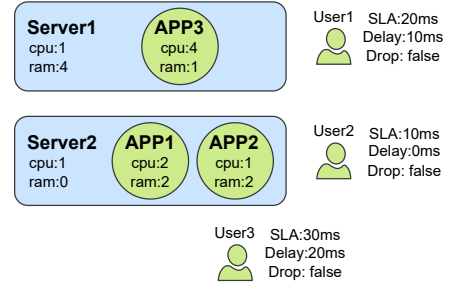 Server1
cpu:1
ram:4
APP3
cpu:4
ram:1
User1
SLA:20ms
Delay:10ms
Drop: false
Server2
cpu:1
ram:0
APP1
cpu:2
ram:2
APP2
cpu:1
ram:2
User2
SLA:10ms
Delay:0ms
Drop: false
User3
SLA:30ms
Delay:20ms
Drop: false